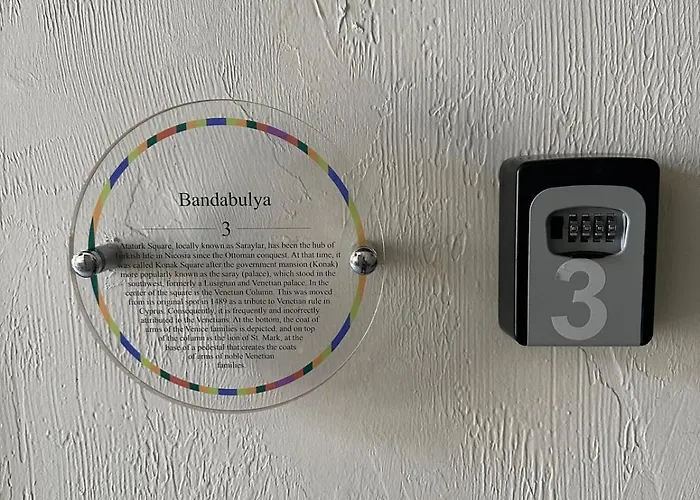 Bandabulya
3
Atatürk Square, locally known as Saraylar, has been the hub of
Turkish life in Nicosia since the Ottoman conquest. At that time, it
was called Konak Square after the government mansion (Konak)
more popularly known as the saray (palace), which stood in the
southwest, formerly a Lusignan and Venetian palace. In the
center of the square is the Venetian Column. This was moved
from its original spot in 1489 as a tribute to Venetian rule in
Cyprus. Consequently, it is frequently and incorrectly
attributed to the Venetians. At the bottom, the coat of
arms of the Venice families is depicted, and on top
of the column is the lion of St. Mark, at the
base of a pedestal that creates the coats
of arms of noble Venetian
families.
3